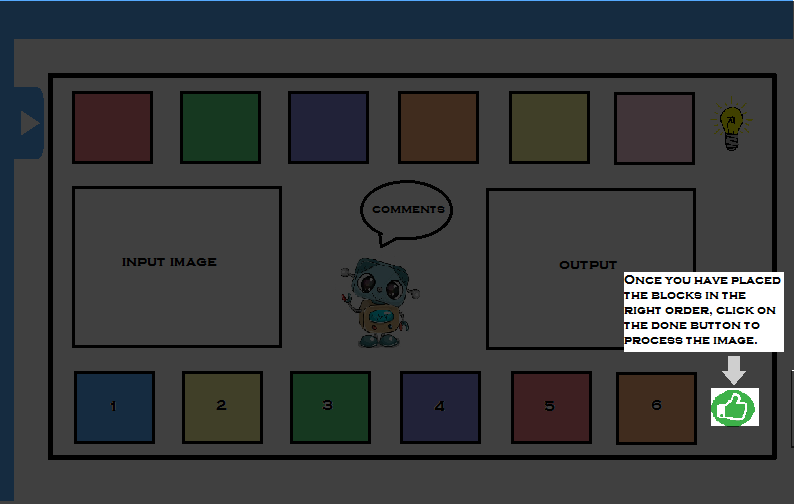 COMMENTS
INPUT IMAGE
OUTPUT
ONCE YOU HAVE PLACED
THE BLOCKS IN THE
RIGHT ORDER, CLICK ON
THE DONE BUTTON TO
PROCESS THE IMAGE.
1 2 3 4 5 6